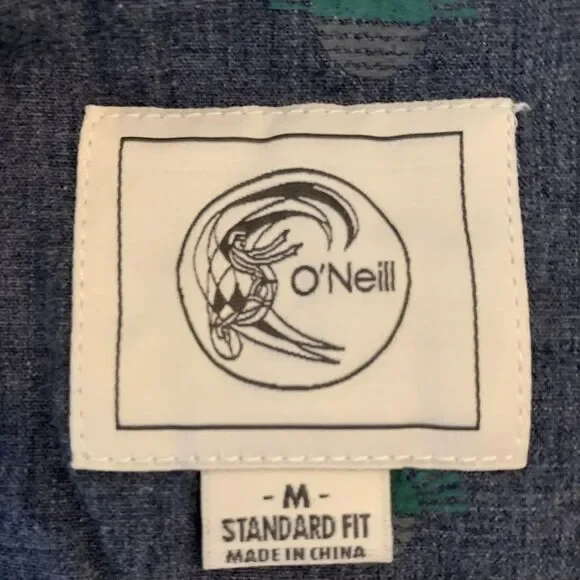 O'Neill
- M -
STANDARD FIT
MADE IN CHINA